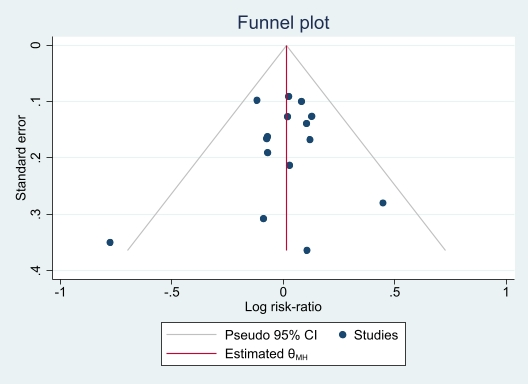 Funnel plot
Standard error
0
.1
.2
.3
.4
-1
-.5
0
.5
1
Log risk-ratio
Pseudo 95% CI
Studies
Estimated θMH